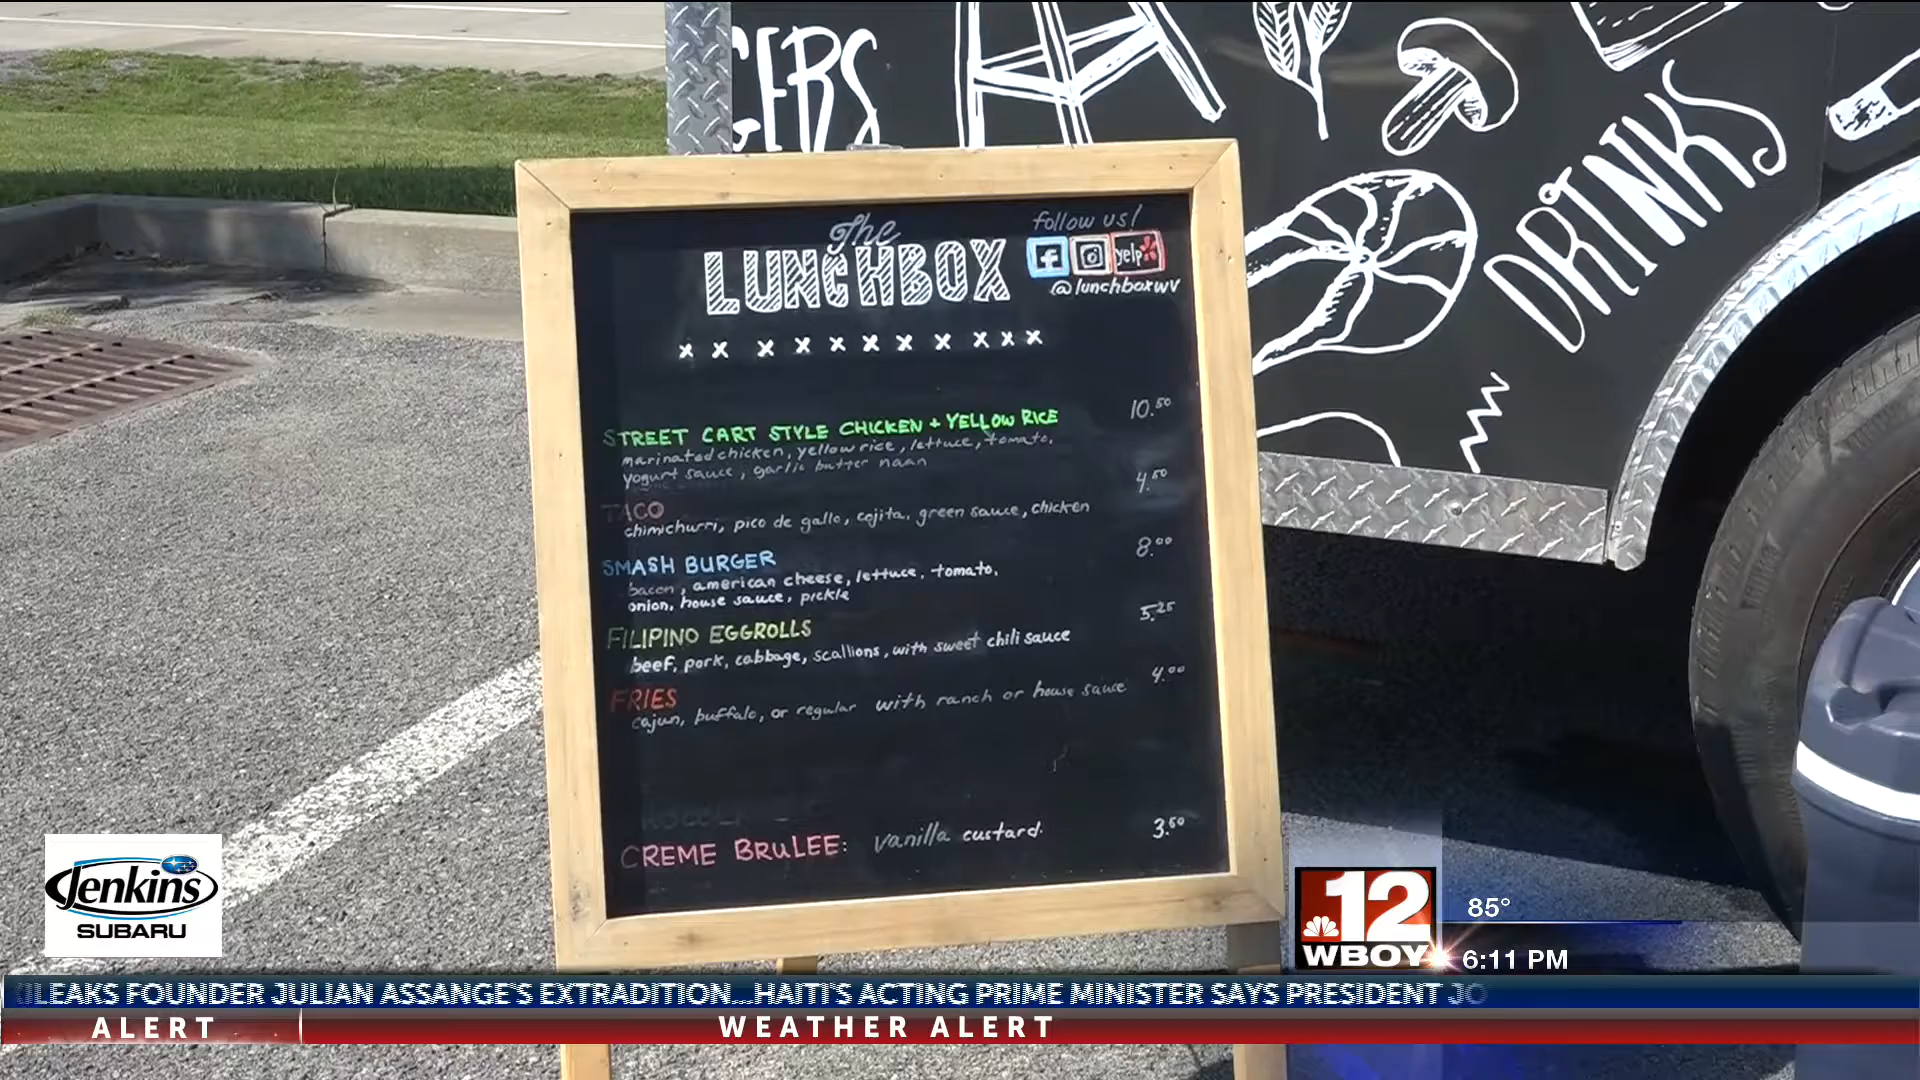 GERS
DRINKS
The
LUNCHBOX
follow us!
yelp
@lunchboxwv
x x x x x x x x x x x
STREET CART STYLE CHICKEN + YELLOW RICE 10.50
marinated chicken, yellow rice, lettuce, tomato,
yogurt sauce, garlic butter naan
TACO 4.50
chimichurri, pico de gallo, cojita, green sauce, chicken
SMASH BURGER 8.00
bacon, american cheese, lettuce, tomato,
onion, house sauce, pickle
FILIPINO EGGROLLS 5.25
beef, pork, cabbage, scallions, with sweet chili sauce
FRIES 4.00
cajun, buffalo, or regular with ranch or house sauce
CREME BRULEE: vanilla custard. 3.50
Jenkins
SUBARU
12
WBOY
85°
6:11 PM
KILEAKS FOUNDER JULIAN ASSANGE'S EXTRADITION...HAITI'S ACTING PRIME MINISTER SAYS PRESIDENT JO
ALERT
WEATHER ALERT